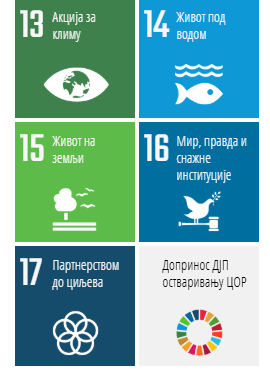 13 Акција за
климу
14 Живот под
водом
15 Живот на
земљи
16 Мир, правда и
снажне
институције
17 Партнерством
до циљева
Допринос ДЈП
остваривању ЦОР